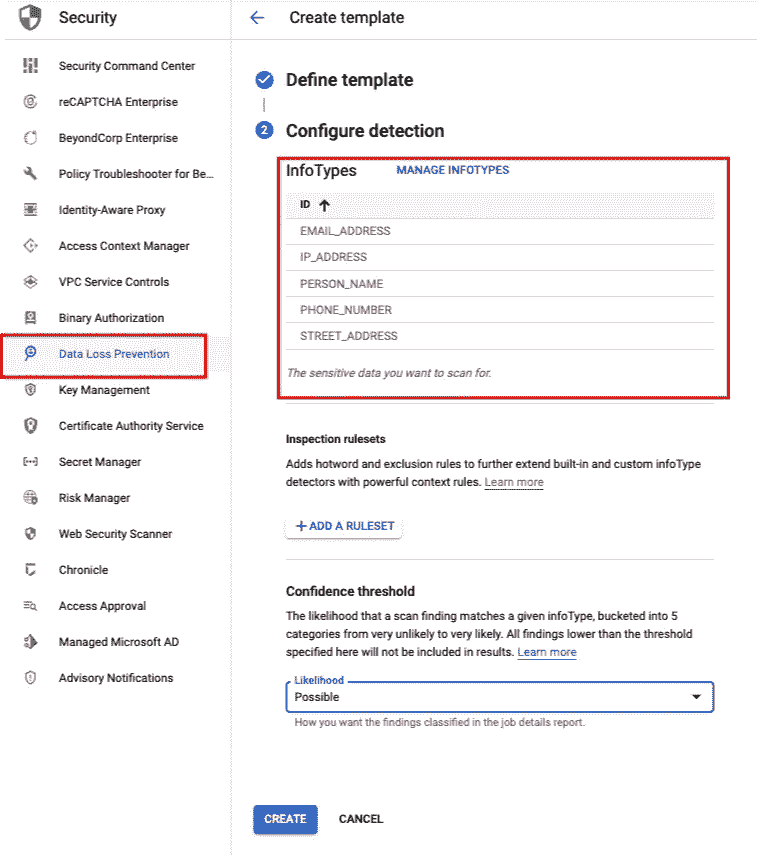 Security
Create template
Security Command Center
reCAPTCHA Enterprise
BeyondCorp Enterprise
Policy Troubleshooter for Be...
Identity-Aware Proxy
Access Context Manager
VPC Service Controls
Binary Authorization
Data Loss Prevention
Key Management
Certificate Authority Service
Secret Manager
Risk Manager
Web Security Scanner
Chronicle
Access Approval
Managed Microsoft AD
Advisory Notifications
Define template
2 Configure detection
InfoTypes MANAGE INFOTYPES
ID
EMAIL_ADDRESS
IP_ADDRESS
PERSON_NAME
PHONE_NUMBER
STREET_ADDRESS
The sensitive data you want to scan for.
Inspection rulesets
Adds hotword and exclusion rules to further extend built-in and custom infoType
detectors with powerful context rules. Learn more
+ ADD A RULESET
Confidence threshold
The likelihood that a scan finding matches a given infoType, bucketed into 5
categories from very unlikely to very likely. All findings lower than the threshold
specified here will not be included in results. Learn more
Likelihood
Possible
How you want the findings classified in the job details report.
CREATE CANCEL